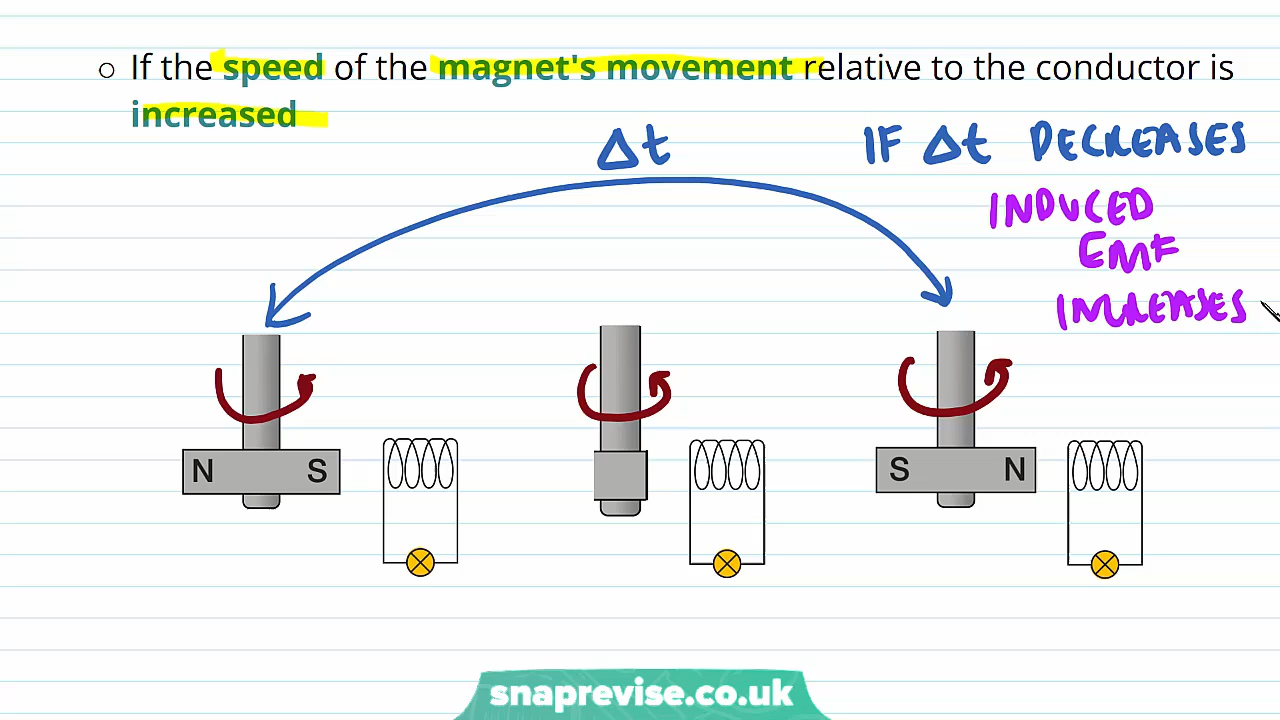 ○ If the speed of the magnet's movement relative to the conductor is
increased
Δt
IF Δt DECREASES
INDUCED
EMF
INCREASES
N S
S N
snaprevise.co.uk